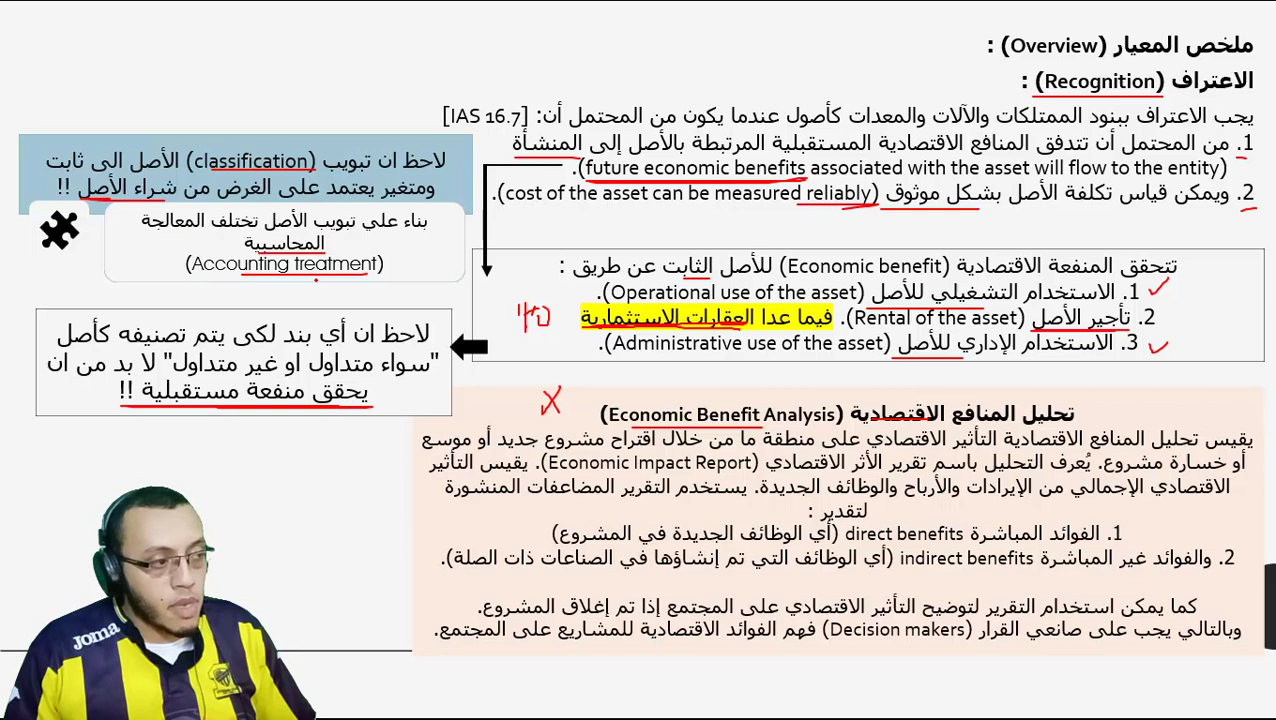 ملخص المعيار (Overview) :
الاعتراف (Recognition) :
يجب الاعتراف ببنود الممتلكات والآلات والمعدات كأصول عندما يكون من المحتمل أن: [IAS 16.7]
1. من المحتمل أن تتدفق المنافع الاقتصادية المستقبلية المرتبطة بالأصل إلى المنشأة
(future economic benefits associated with the asset will flow to the entity).
2. ويمكن قياس تكلفة الأصل بشكل موثوق (cost of the asset can be measured reliably).
لاحظ ان تبويب (classification) الأصل الى ثابت
ومتغير يعتمد على الغرض من شراء الأصل !!
بناء علي تبويب الأصل تختلف المعالجة
المحاسبية
(Accounting treatment)
تتحقق المنفعة الاقتصادية (Economic benefit) للأصل الثابت عن طريق :
1. الاستخدام التشغيلي للأصل (Operational use of the asset).
2. تأجير الأصل (Rental of the asset). فيما عدا العقارات الاستثمارية
3. الاستخدام الإداري للأصل (Administrative use of the asset).
لاحظ ان أي بند لكى يتم تصنيفه كأصل
"سواء متداول او غير متداول" لا بد من ان
يحقق منفعة مستقبلية !!
تحليل المنافع الاقتصادية (Economic Benefit Analysis)
يقيس تحليل المنافع الاقتصادية التأثير الاقتصادي على منطقة ما من خلال اقتراح مشروع جديد أو موسع
أو خسارة مشروع. يُعرف التحليل باسم تقرير الأثر الاقتصادي (Economic Impact Report). يقيس التأثير
الاقتصادي الإجمالي من الإيرادات والأرباح والوظائف الجديدة. يستخدم التقرير المضاعفات المنشورة
لتقدير :
1. الفوائد المباشرة direct benefits (أي الوظائف الجديدة في المشروع)
2. والفوائد غير المباشرة indirect benefits (أي الوظائف التي تم إنشاؤها في الصناعات ذات الصلة).
كما يمكن استخدام التقرير لتوضيح التأثير الاقتصادي على المجتمع إذا تم إغلاق المشروع.
وبالتالي يجب على صانعي القرار (Decision makers) فهم الفوائد الاقتصادية للمشاريع على المجتمع.
Joma